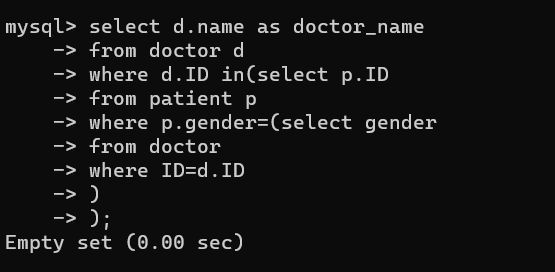 mysql> select d.name as doctor_name
    -> from doctor d
    -> where d.ID in(select p.ID
    -> from patient p
    -> where p.gender=(select gender
    -> from doctor
    -> where ID=d.ID
    -> )
    -> );
Empty set (0.00 sec)